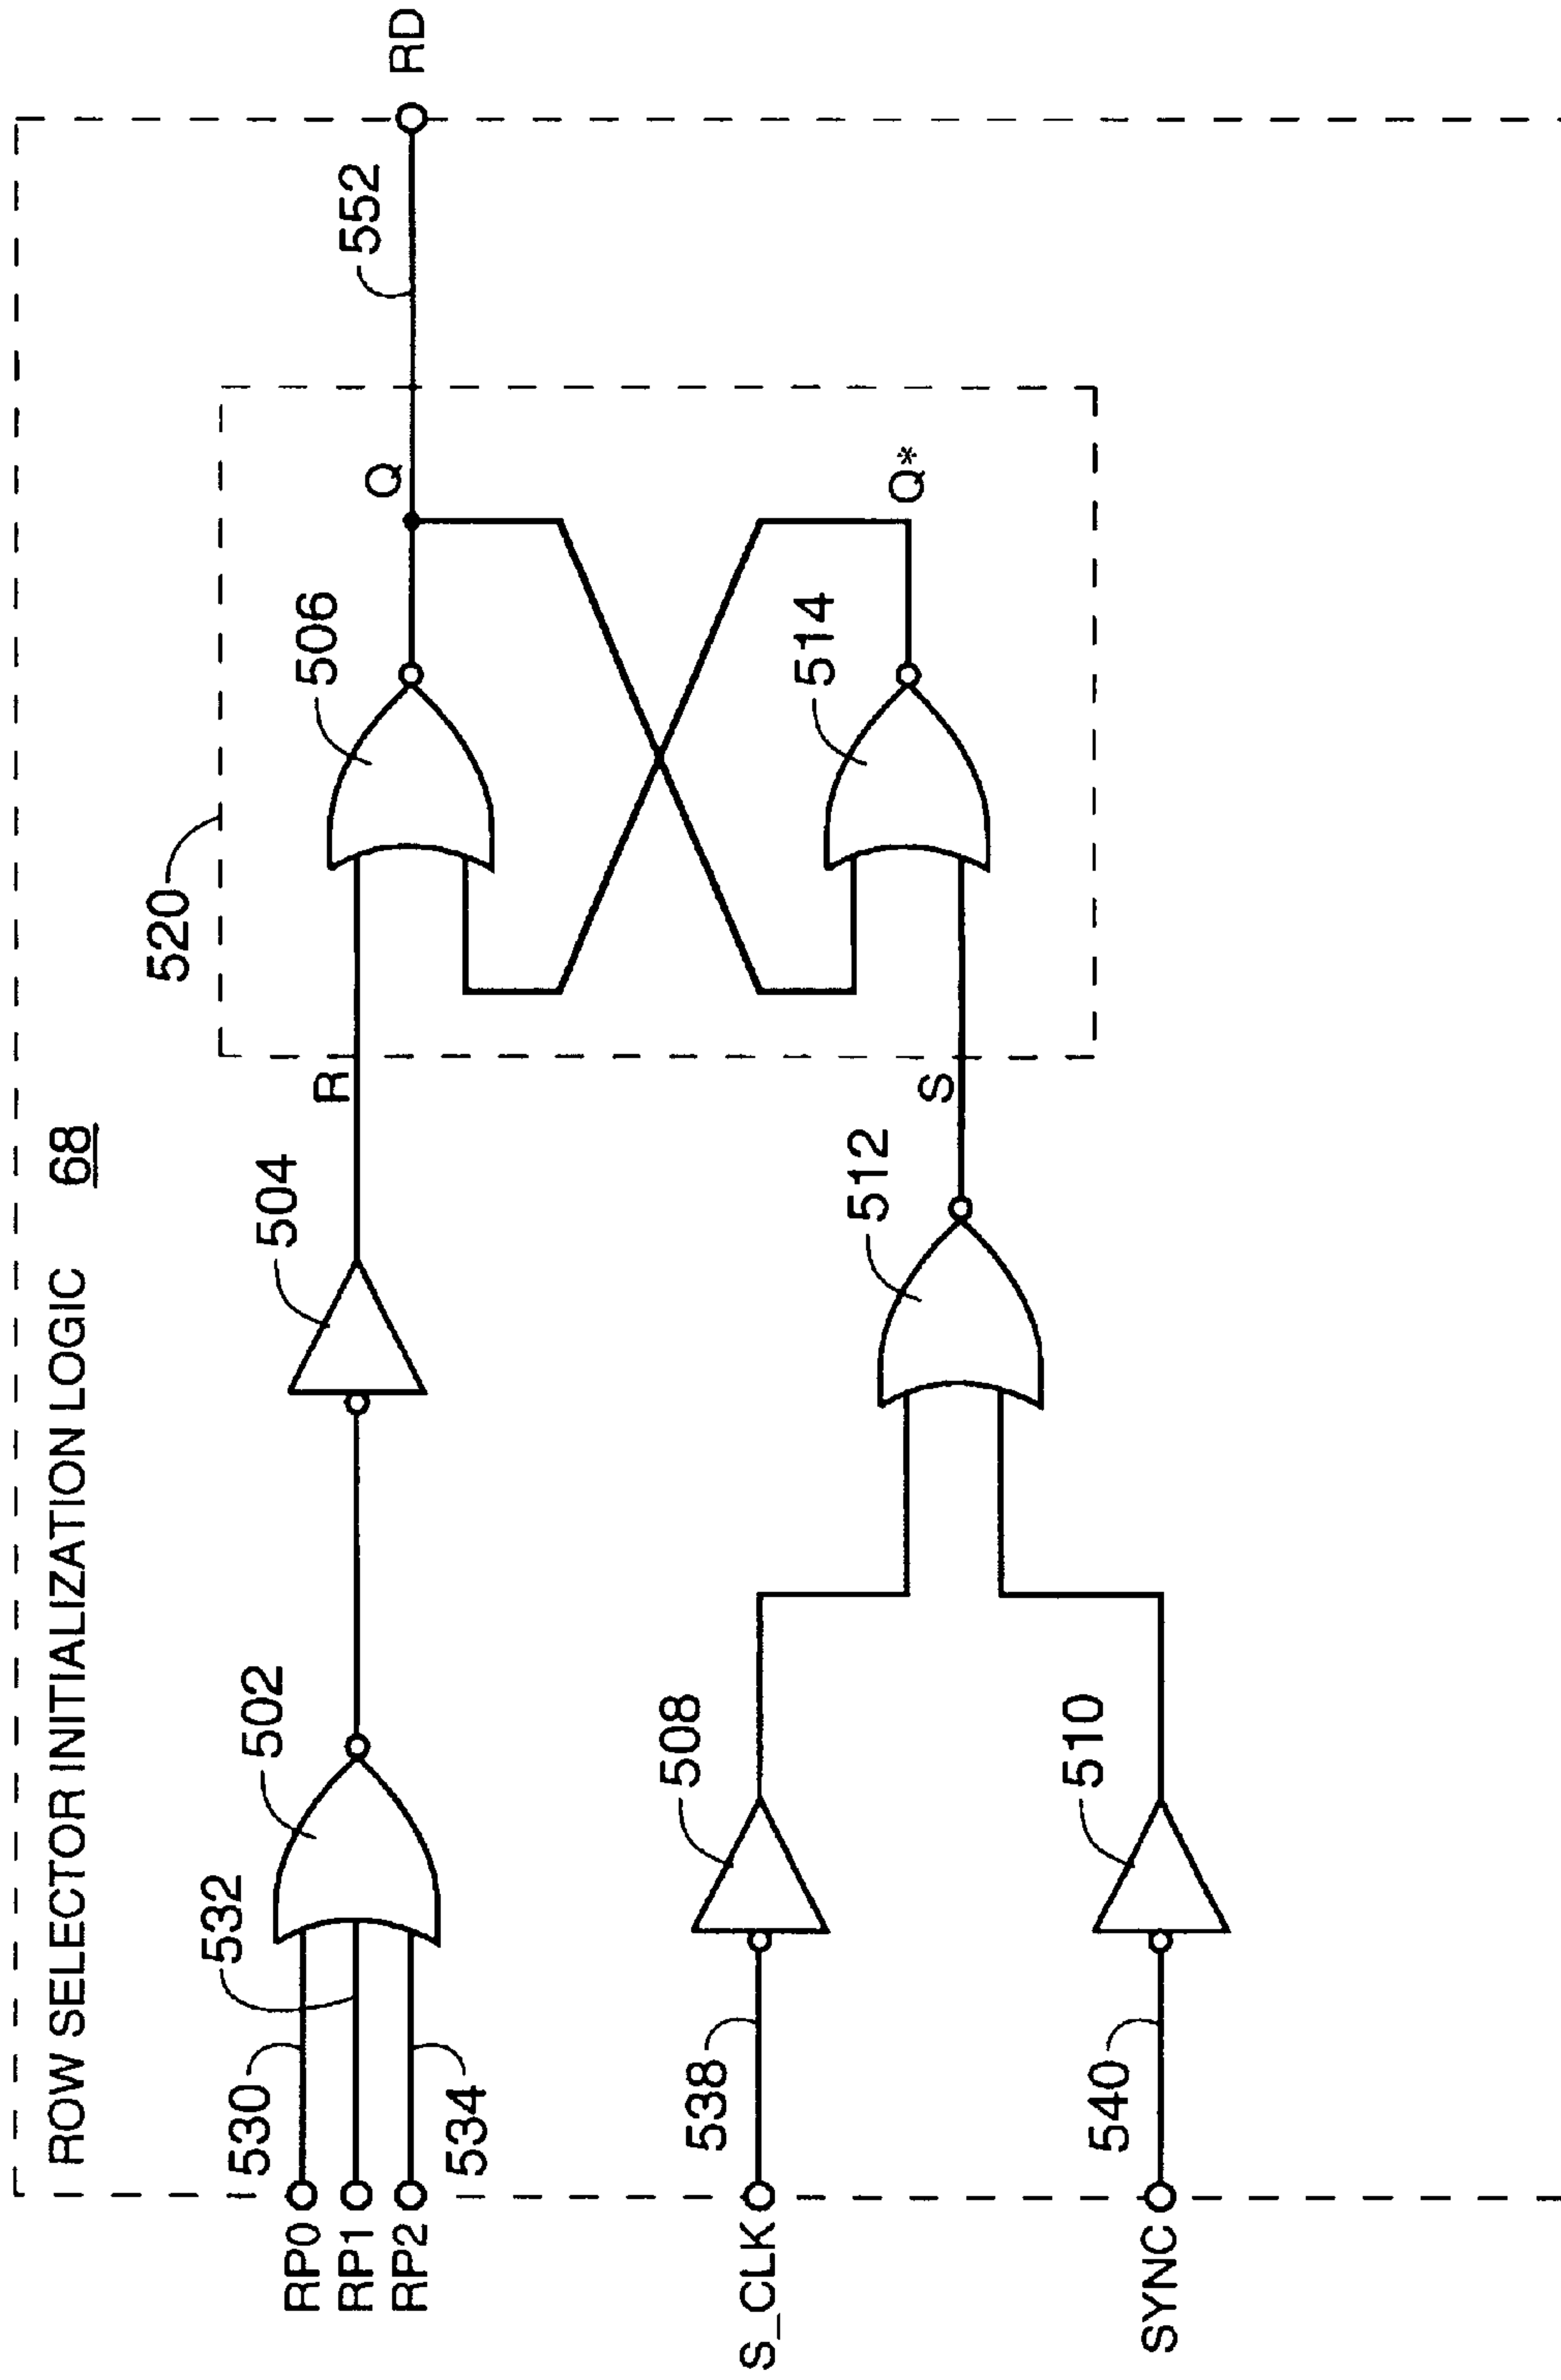 ROW SELECTOR INITIALIZATION LOGIC 68
RP0
RP1
RP2
530
532
534
502
504
R
520
506
Q
552
RD
S_CLK
538
508
SYNC
540
510
512
S
514
Q*